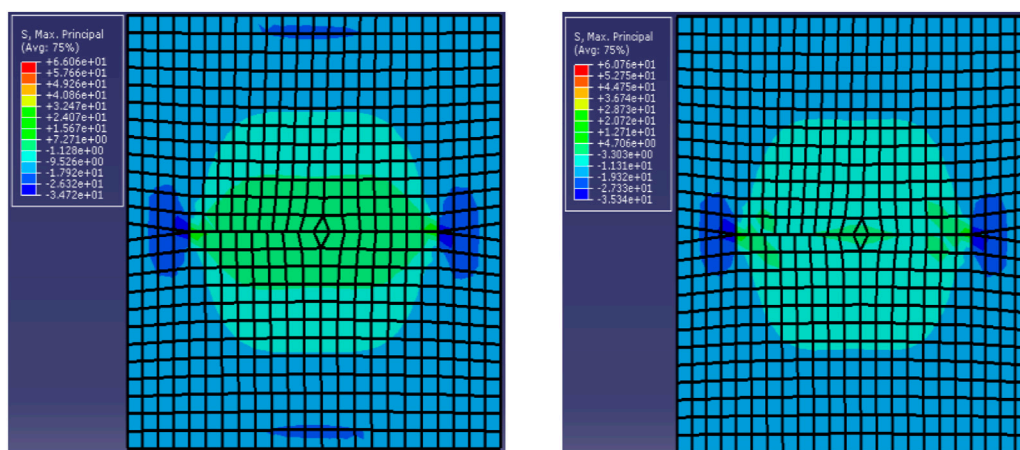 S, Max. Principal
(Avg: 75%)
+6.606e+01
+5.766e+01
+4.926e+01
+4.086e+01
+3.247e+01
+2.407e+01
+1.567e+01
+7.271e+00
-1.128e+00
-9.526e+00
-1.792e+01
-2.632e+01
-3.472e+01
S, Max. Principal
(Avg: 75%)
+6.076e+01
+5.275e+01
+4.475e+01
+3.674e+01
+2.873e+01
+2.072e+01
+1.271e+01
+4.706e+00
-3.303e+00
-1.131e+01
-1.932e+01
-2.733e+01
-3.534e+01